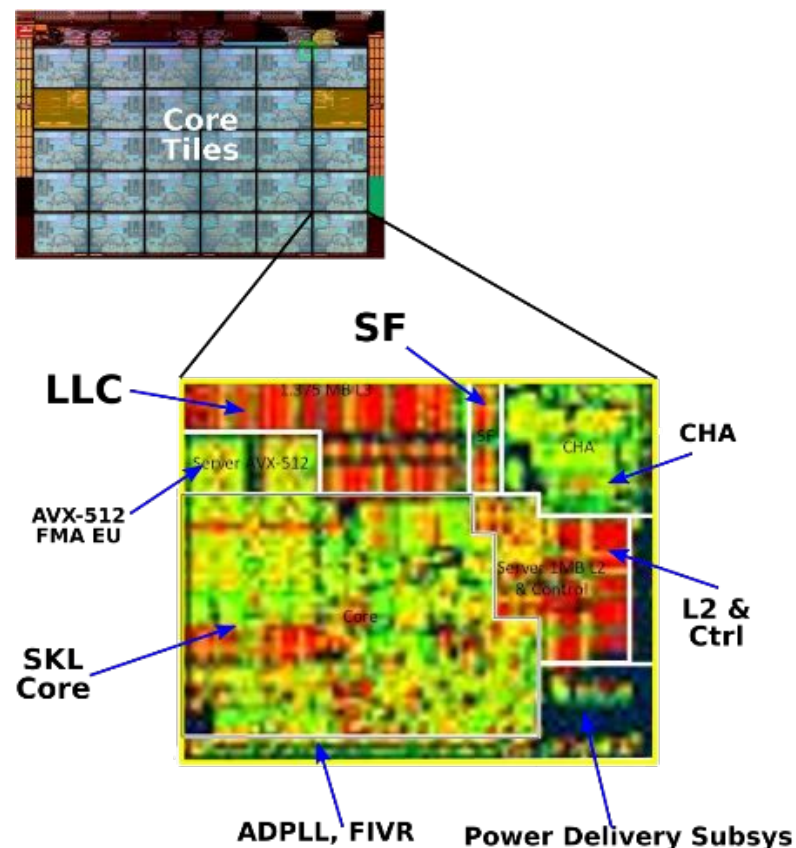 Core
Tiles
SF
LLC
1.375 MB L3
SF
CHA
CHA
Server AVX-512
AVX-512
FMA EU
Server 1MB L2
& Control
Core
L2 &
Ctrl
SKL
Core
ADPLL, FIVR
Power Delivery Subsys